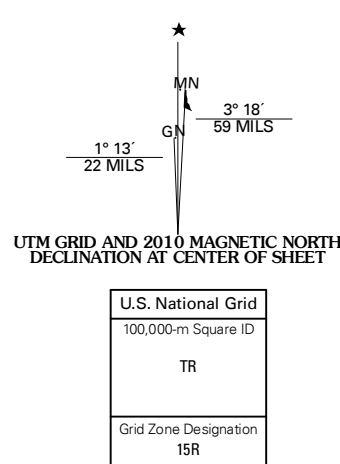 ★
MN
3° 18´
59 MILS
GN
1° 13´
22 MILS
UTM GRID AND 2010 MAGNETIC NORTH
DECLINATION AT CENTER OF SHEET
U.S. National Grid
100,000-m Square ID
TR
Grid Zone Designation
15R